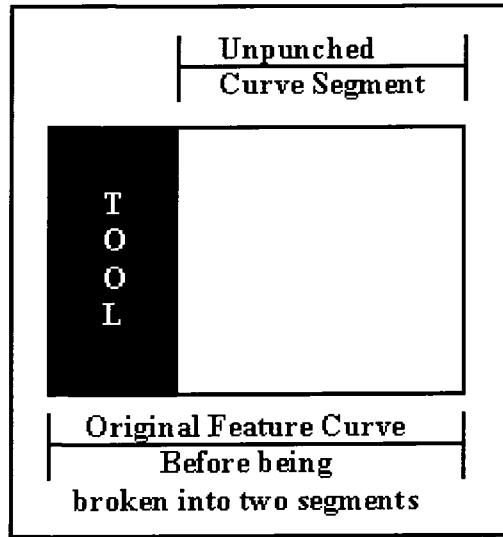 Unpunched
Curve Segment
T
O
O
L
Original Feature Curve
Before being
broken into two segments